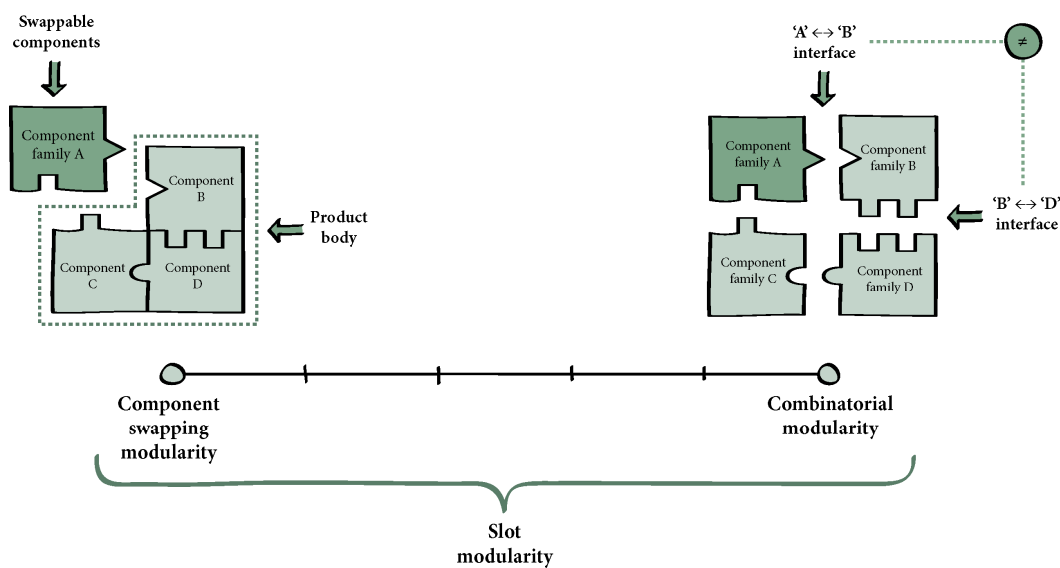 Swappable
components
Component
family A
Component
B
Component
C
Component
D
Product
body
‘A’ ↔ ‘B’
interface
≠
Component
family A
Component
family B
‘B’ ↔ ‘D’
interface
Component
family C
Component
family D
Component
swapping
modularity
Combinatorial
modularity
Slot
modularity